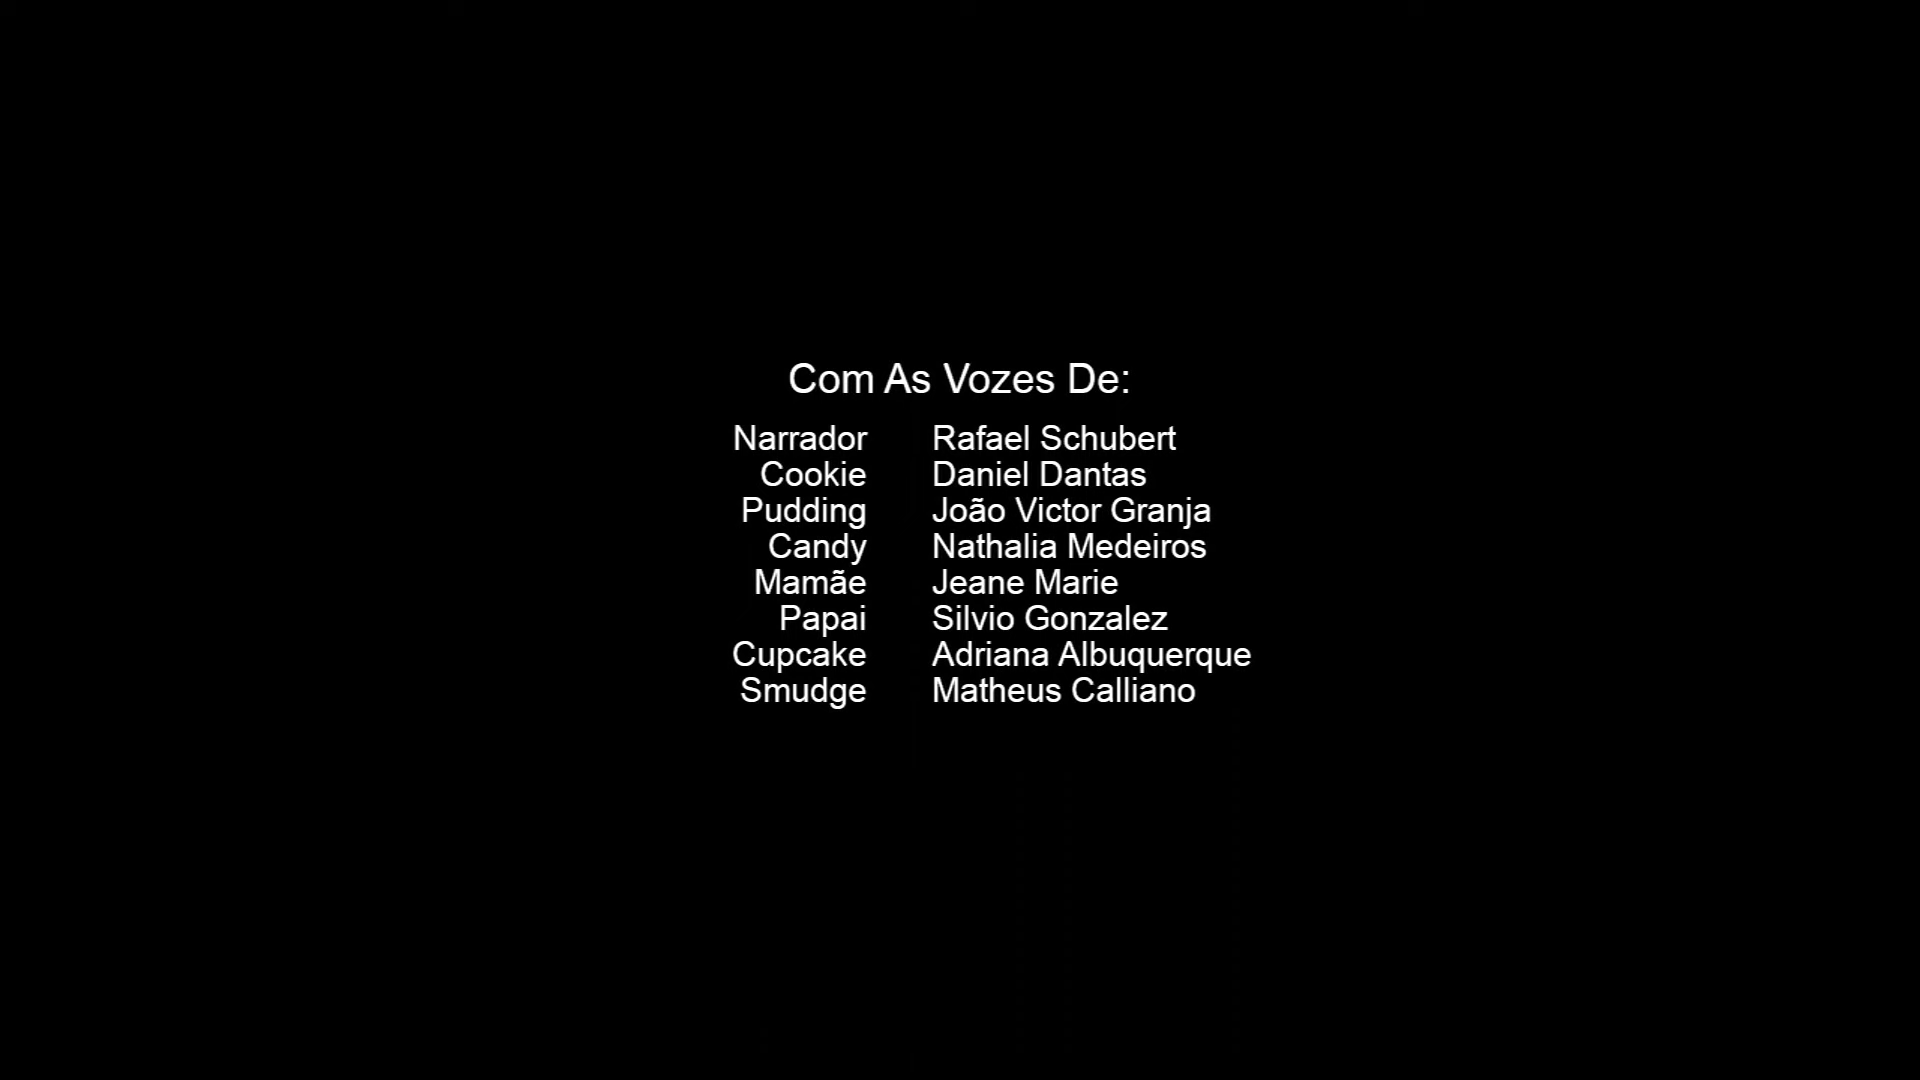 Com As Vozes De:
Narrador Rafael Schubert
Cookie Daniel Dantas
Pudding João Victor Granja
Candy Nathalia Medeiros
Mamãe Jeane Marie
Papai Silvio Gonzalez
Cupcake Adriana Albuquerque
Smudge Matheus Calliano